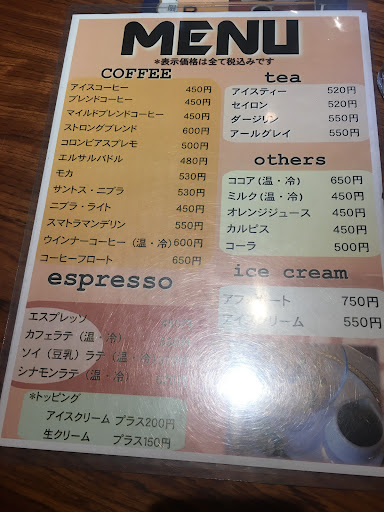 MENU
*表示価格は全て税込みです
COFFEE
アイスコーヒー 450円
ブレンドコーヒー 450円
マイルドブレンドコーヒー 450円
ストロングブレンド 600円
コロンビアスプレモ 500円
エルサルバドル 480円
モカ 530円
サントス・ニブラ 530円
ニブラ・ライト 450円
スマトラマンデリン 550円
ウインナーコーヒー（温・冷）600円
コーヒーフロート 650円
espresso
エスプレッソ
カフェラテ（温・冷）
ソイ（豆乳）ラテ（温・冷）
シナモンラテ（温・冷）
*トッピング
アイスクリーム プラス200円
生クリーム プラス150円
tea
アイスティー 520円
セイロン 520円
ダージリン 550円
アールグレイ 550円
others
ココア(温・冷) 650円
ミルク(温・冷) 450円
オレンジジュース 450円
カルピス 450円
コーラ 500円
ice cream
750円
アイスクリーム 550円